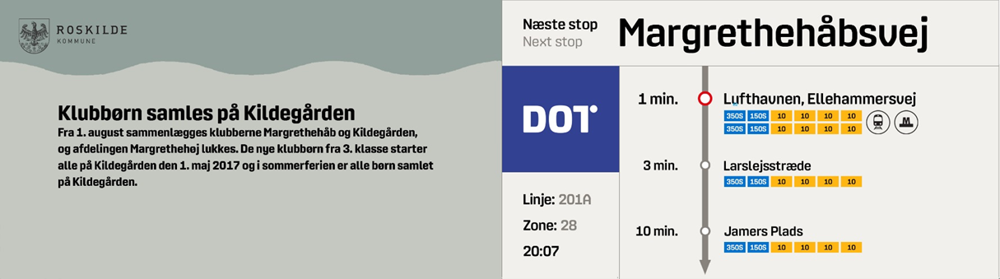 ROSKILDE
KOMMUNE
Klubbørn samles på Kildegården
Fra 1. august sammenlægges klubberne Margrethehåb og Kildegården,
og afdelingen Margrethehøj lukkes. De nye klubbørn fra 3. klasse starter
alle på Kildegården den 1. maj 2017 og i sommerferien er alle børn samlet
på Kildegården.
Næste stop
Next stop
Margrethehåbsvej
DOT
Linje: 201A
Zone: 28
20:07
1 min.
Lufthavnen, Ellehammersvej
350S 150S 10 10 10 10
350S 150S 10 10 10 10
M
3 min.
Larslejsstræde
350S 150S 10 10 10 10
10 min.
Jamers Plads
350S 150S 10 10 10 10